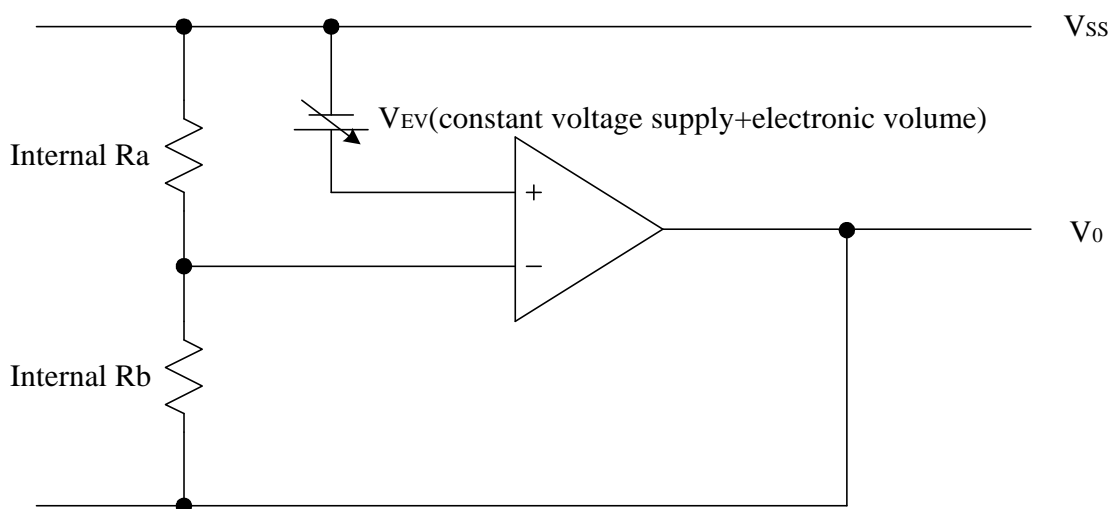 VSS
VEV(constant voltage supply+electronic volume)
Internal Ra
+
V0
−
Internal Rb